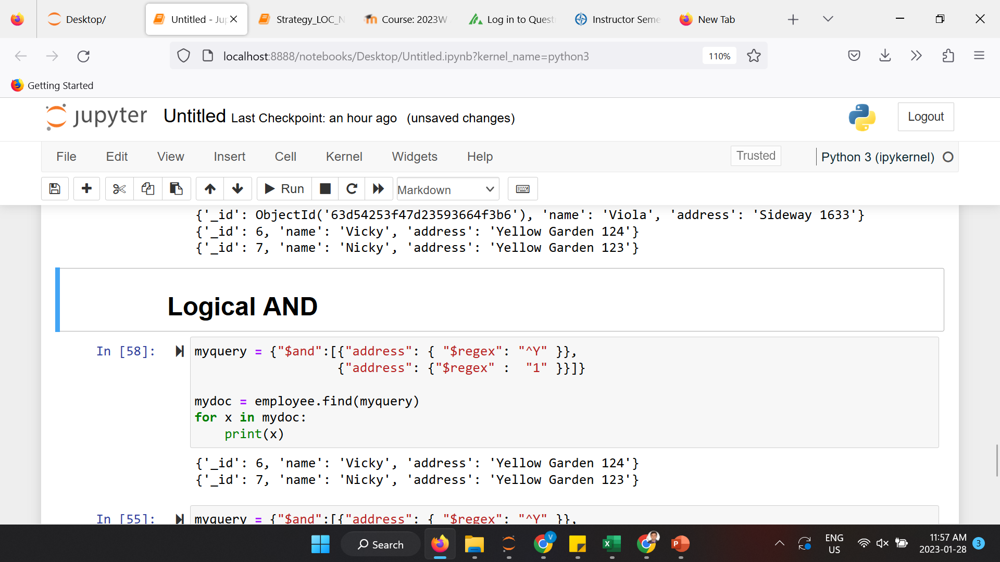 Desktop/
Untitled - Jup
Strategy_LOC_N
Course: 2023W
Log in to Quest
Instructor Seme
New Tab
localhost:8888/notebooks/Desktop/Untitled.ipynb?kernel_name=python3
110%
Getting Started
jupyter Untitled Last Checkpoint: an hour ago (unsaved changes)
Logout
File Edit View Insert Cell Kernel Widgets Help
Trusted
Python 3 (ipykernel)
Run
Markdown
{'_id': ObjectId('63d54253f47d23593664f3b6'), 'name': 'Viola', 'address': 'Sideway 1633'}
{'_id': 6, 'name': 'Vicky', 'address': 'Yellow Garden 124'}
{'_id': 7, 'name': 'Nicky', 'address': 'Yellow Garden 123'}
Logical AND
In [58]: myquery = {"$and":[{"address": { "$regex": "^Y" }},
{"address": {"$regex" :  "1" }}]}
mydoc = employee.find(myquery)
for x in mydoc:
    print(x)
{'_id': 6, 'name': 'Vicky', 'address': 'Yellow Garden 124'}
{'_id': 7, 'name': 'Nicky', 'address': 'Yellow Garden 123'}
In [55]: myquery = {"$and":[{"address": { "$regex": "^Y" }},
Search
V
X
P
ENG
US
11:57 AM
2023-01-28
3